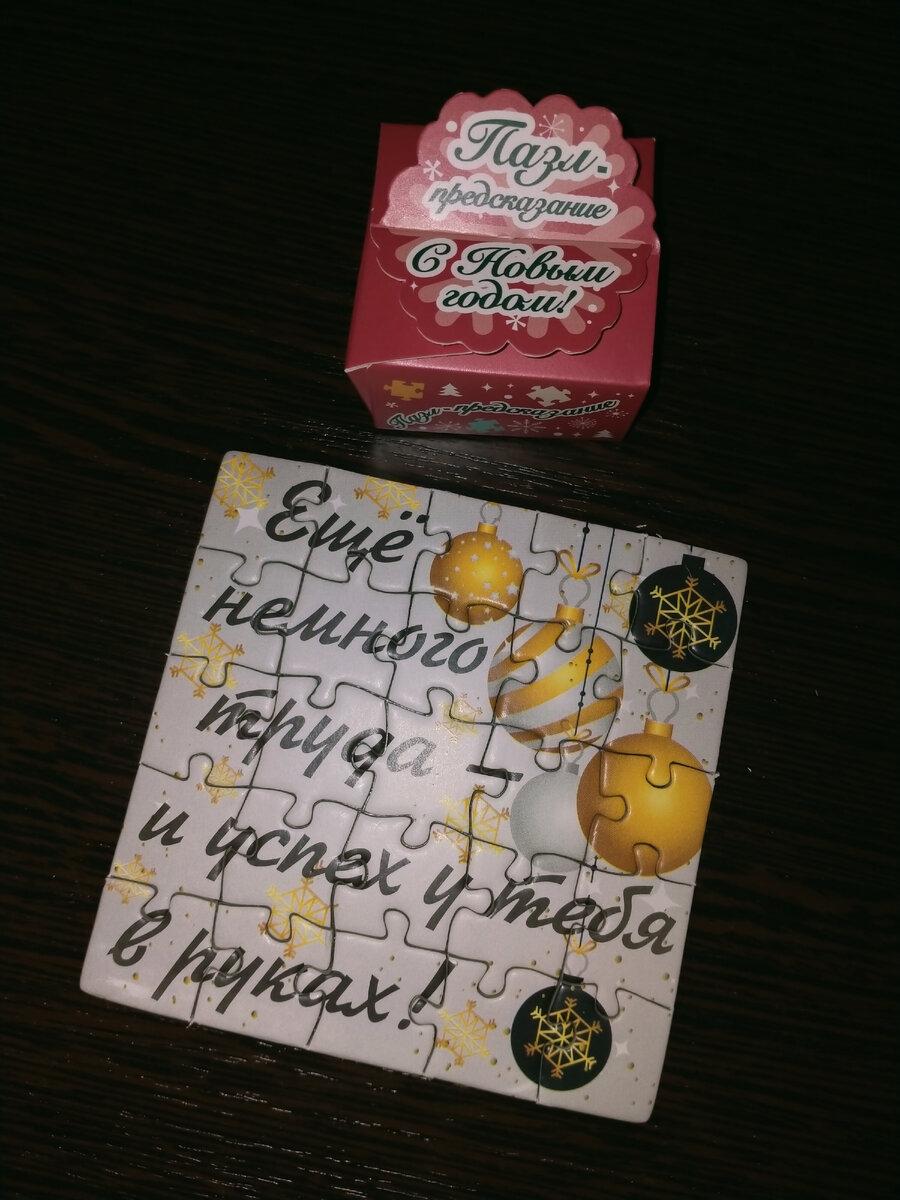 Пазл-
предсказание
С Новым
годом!
Пазл-предсказание
Ещё
немного
труда –
и успех у тебя
в руках!